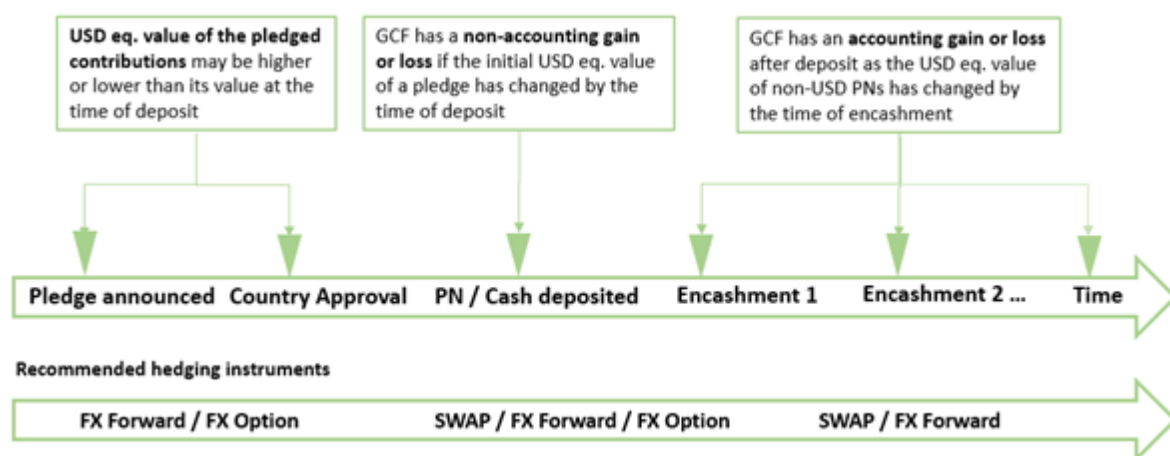 USD eq. value of the pledged
contributions may be higher
or lower than its value at the
time of deposit
GCF has a non-accounting gain
or loss if the initial USD eq. value
of a pledge has changed by the
time of deposit
GCF has an accounting gain or loss
after deposit as the USD eq. value
of non-USD PNs has changed by
the time of encashment
Pledge announced
Country Approval
PN / Cash deposited
Encashment 1
Encashment 2 ...
Time
Recommended hedging instruments
FX Forward / FX Option
SWAP / FX Forward / FX Option
SWAP / FX Forward